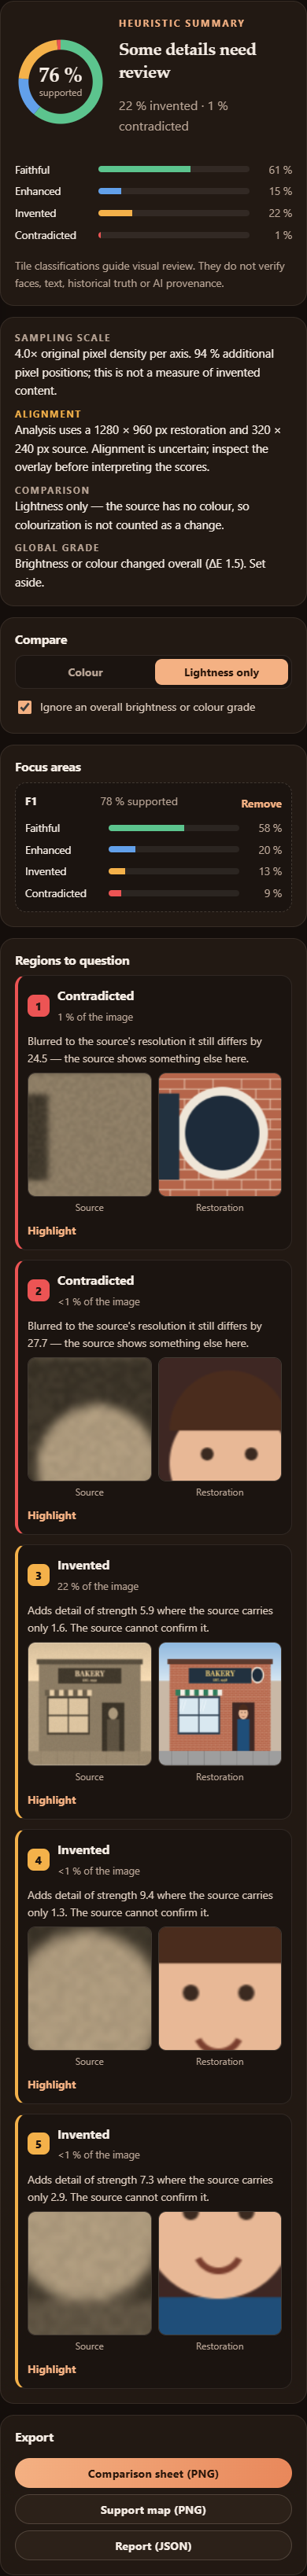 HEURISTIC SUMMARY
Some details need
review
76 %
supported
22 % invented · 1 %
contradicted
Faithful 61 %
Enhanced 15 %
Invented 22 %
Contradicted 1 %
Tile classifications guide visual review. They do not verify
faces, text, historical truth or AI provenance.
SAMPLING SCALE
4.0× original pixel density per axis. 94 % additional
pixel positions; this is not a measure of invented
content.
ALIGNMENT
Analysis uses a 1280 × 960 px restoration and 320 ×
240 px source. Alignment is uncertain; inspect the
overlay before interpreting the scores.
COMPARISON
Lightness only — the source has no colour, so
colourization is not counted as a change.
GLOBAL GRADE
Brightness or colour changed overall (ΔE 1.5). Set
aside.
Compare
Colour Lightness only
Ignore an overall brightness or colour grade
Focus areas
F1 78 % supported Remove
Faithful 58 %
Enhanced 20 %
Invented 13 %
Contradicted 9 %
Regions to question
1 Contradicted
1 % of the image
Blurred to the source's resolution it still differs by
24.5 — the source shows something else here.
Source Restoration
Highlight
2 Contradicted
<1 % of the image
Blurred to the source's resolution it still differs by
27.7 — the source shows something else here.
Source Restoration
Highlight
3 Invented
22 % of the image
Adds detail of strength 5.9 where the source carries
only 1.6. The source cannot confirm it.
BAKERY BAKERY
Source Restoration
Highlight
4 Invented
<1 % of the image
Adds detail of strength 9.4 where the source carries
only 1.3. The source cannot confirm it.
Source Restoration
Highlight
5 Invented
<1 % of the image
Adds detail of strength 7.3 where the source carries
only 2.9. The source cannot confirm it.
Source Restoration
Highlight
Export
Comparison sheet (PNG)
Support map (PNG)
Report (JSON)